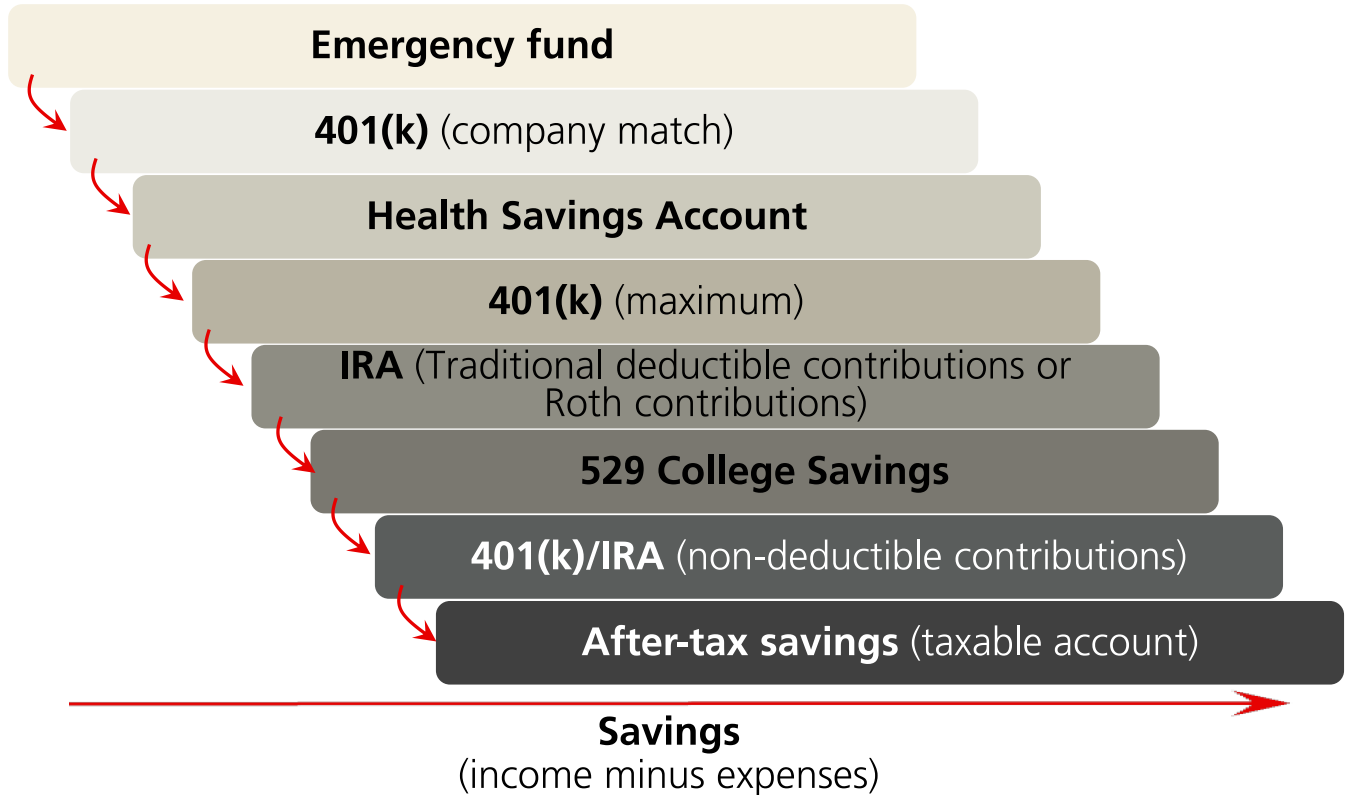 Emergency fund
401(k) (company match)
Health Savings Account
401(k) (maximum)
IRA (Traditional deductible contributions or
Roth contributions)
529 College Savings
401(k)/IRA (non-deductible contributions)
After-tax savings (taxable account)
Savings
(income minus expenses)